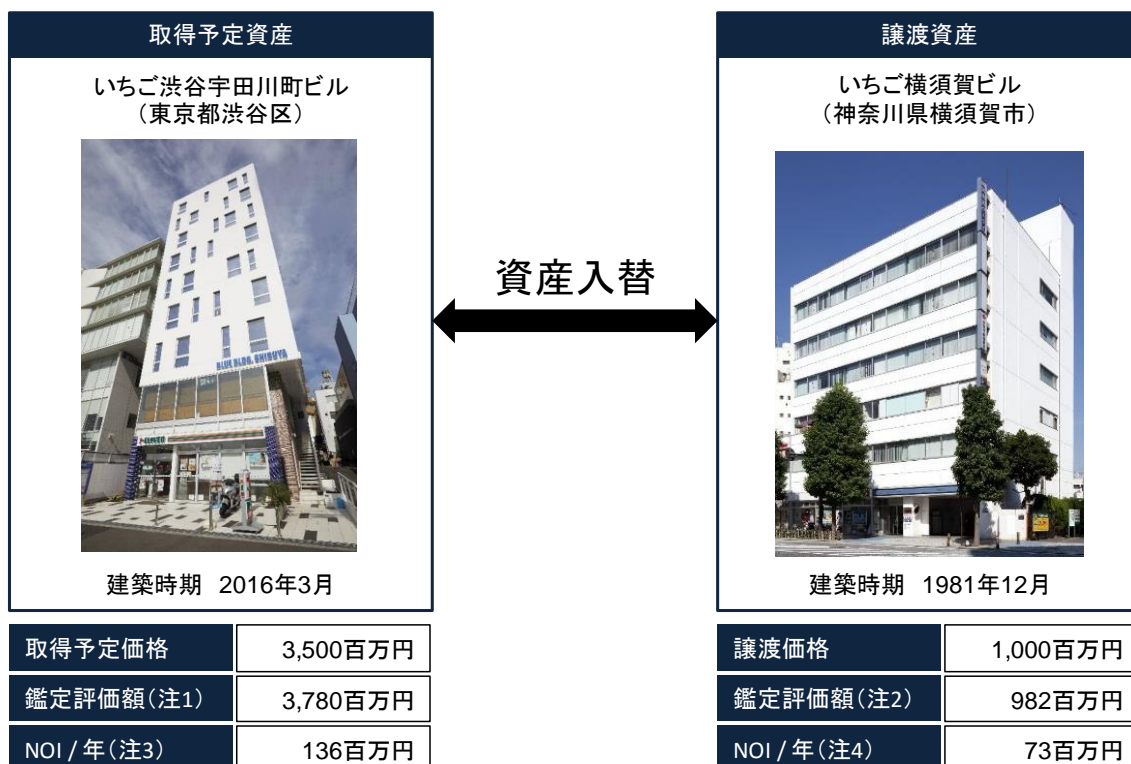 取得予定資産
いちご渋谷宇田川町ビル
（東京都渋谷区）
BLUE BLDG. SHIBUYA
建築時期 2016年3月
取得予定価格 3,500百万円
鑑定評価額（注1） 3,780百万円
NOI / 年（注3） 136百万円
資産入替
譲渡資産
いちご横須賀ビル
（神奈川県横須賀市）
建築時期 1981年12月
譲渡価格 1,000百万円
鑑定評価額（注2） 982百万円
NOI / 年（注4） 73百万円